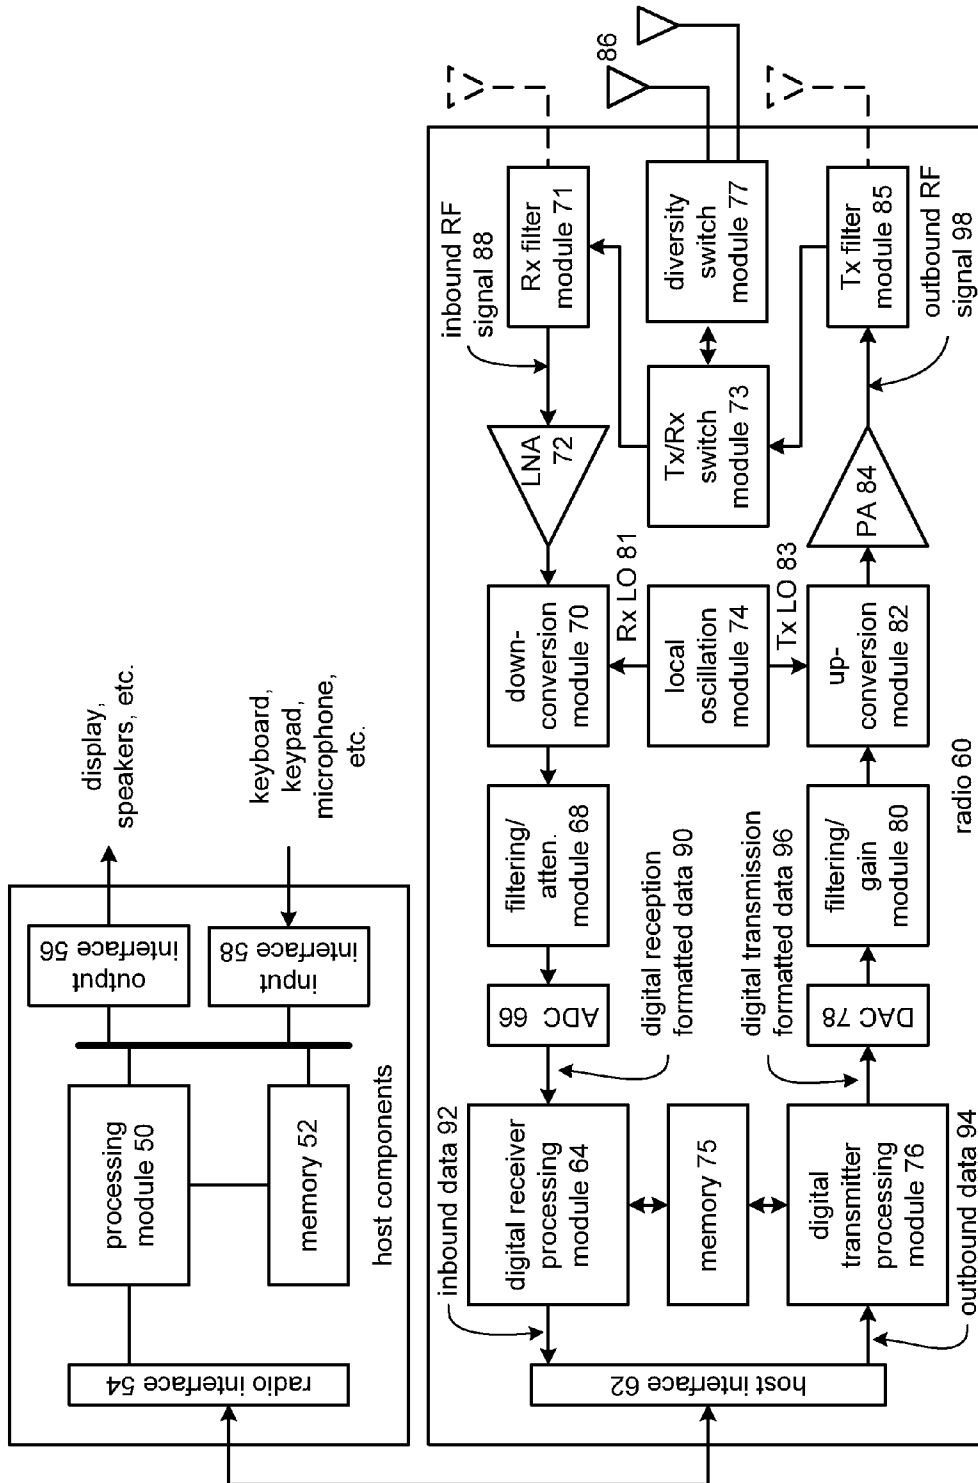 radio interface 54
processing
module 50
memory 52
output
interface 56
input
interface 58
host components
display,
speakers, etc.
keyboard,
keypad,
microphone,
etc.
host interface 62
inbound data 92
digital receiver
processing
module 64
memory 75
digital
transmitter
processing
module 76
outbound data 94
ADC 66
digital reception
formatted data 90
digital transmission
formatted data 96
DAC 78
filtering/
atten.
module 68
filtering/
gain
module 80
down-
conversion
module 70
Rx LO 81
local
oscillation
module 74
Tx LO 83
up-
conversion
module 82
radio 60
LNA
72
Tx/Rx
switch
module 73
PA 84
inbound RF
signal 88
Rx filter
module 71
diversity
switch
module 77
Tx filter
module 85
outbound RF
signal 98
86